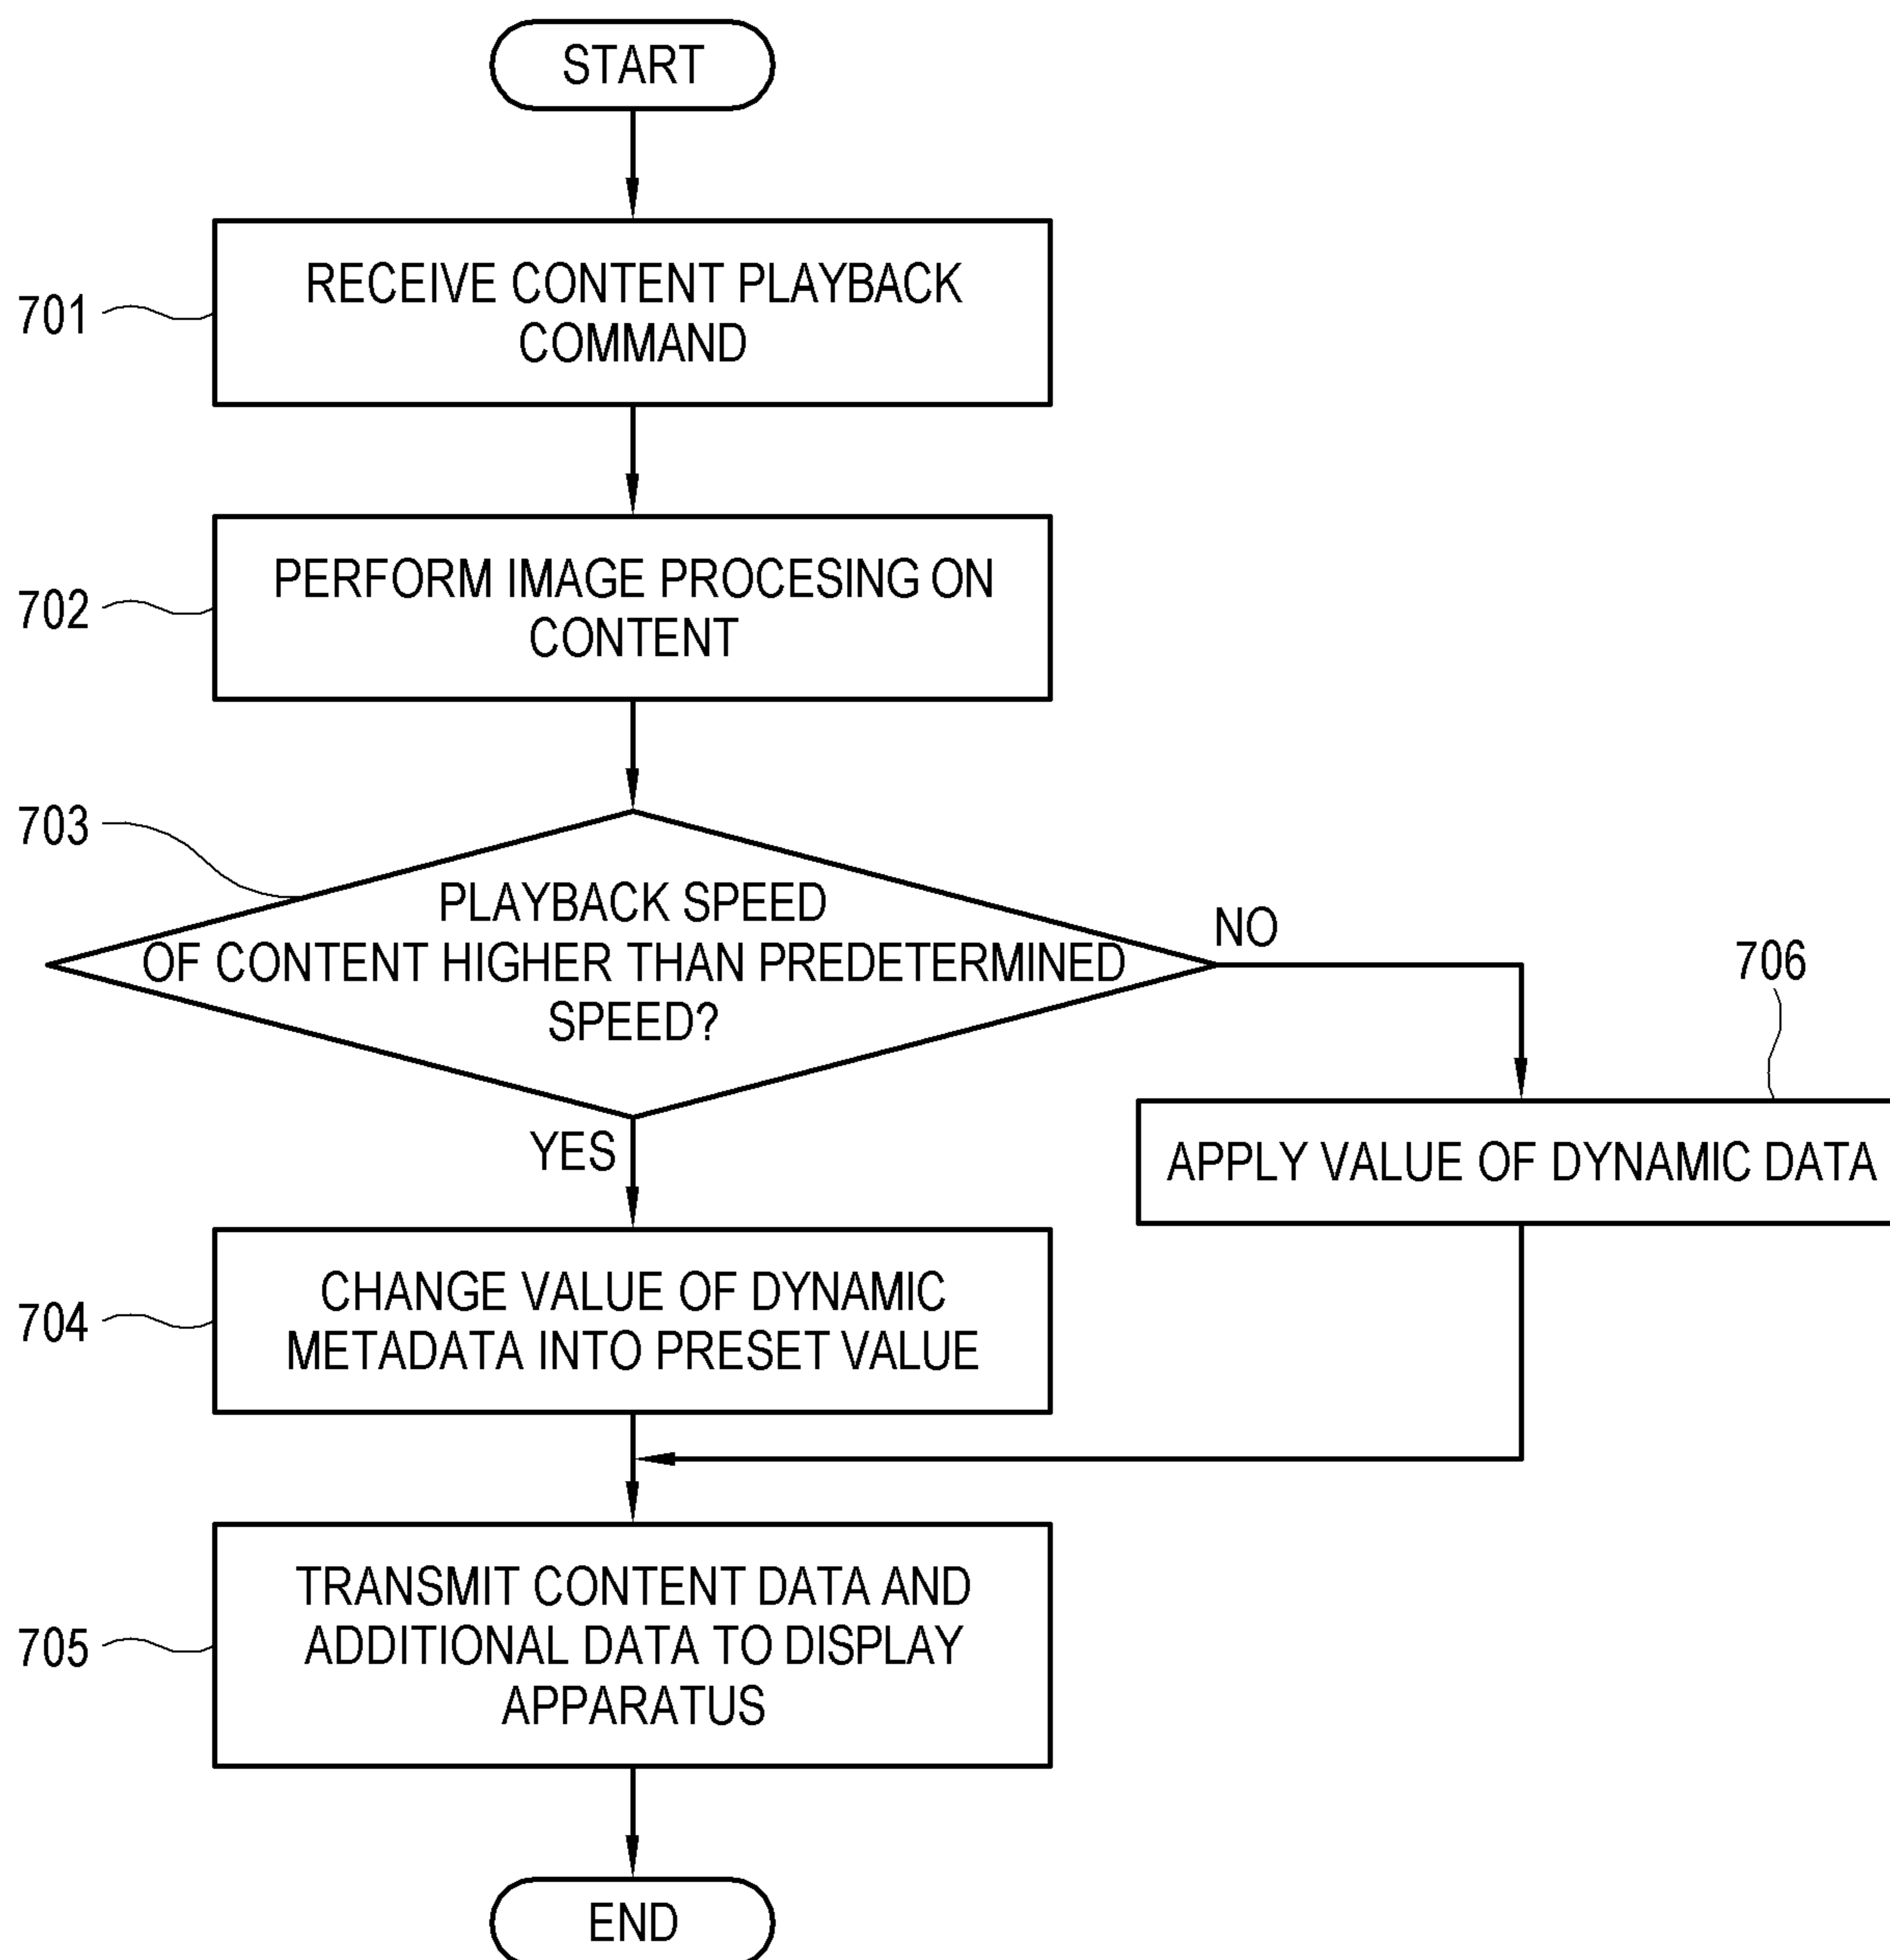 START
701
RECEIVE CONTENT PLAYBACK
COMMAND
702
PERFORM IMAGE PROCESING ON
CONTENT
703
PLAYBACK SPEED
OF CONTENT HIGHER THAN PREDETERMINED
SPEED?
NO
706
APPLY VALUE OF DYNAMIC DATA
YES
704
CHANGE VALUE OF DYNAMIC
METADATA INTO PRESET VALUE
705
TRANSMIT CONTENT DATA AND
ADDITIONAL DATA TO DISPLAY
APPARATUS
END